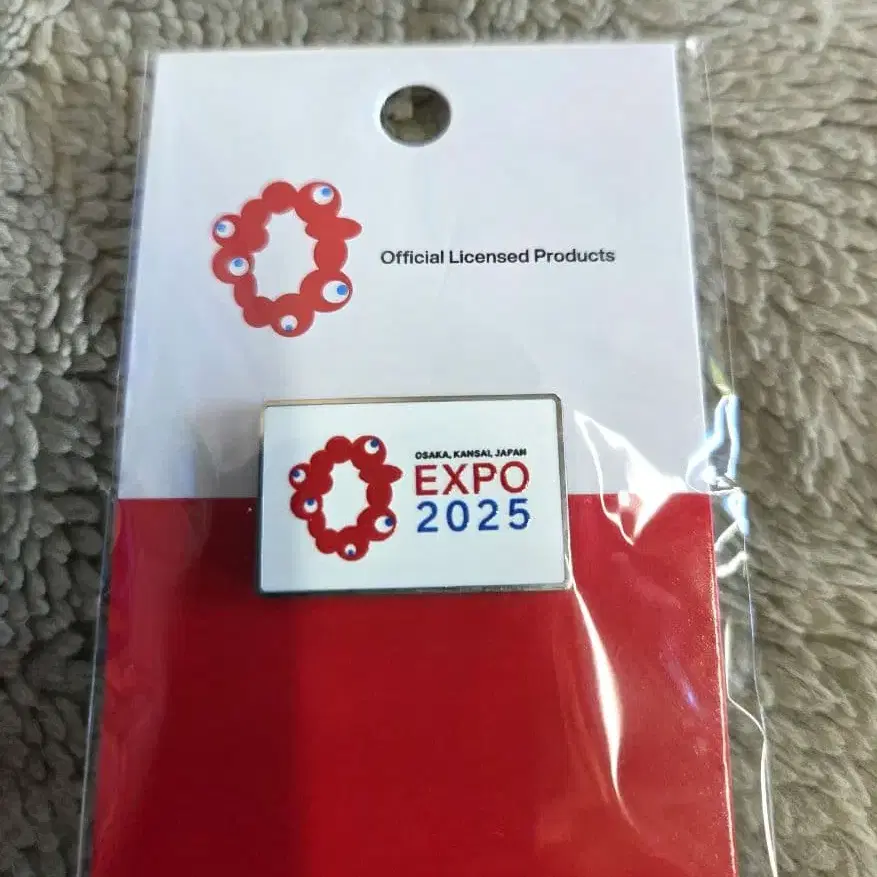 Official Licensed Products
OSAKA, KANSAI, JAPAN
EXPO
2025